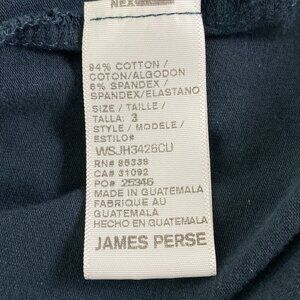 94% COTTON /
COTON/ALGODON
6% SPANDEX /
SPANDEX/ELASTANO
SIZE / TAILLE /
TALLA: 3
STYLE / MODELE /
ESTILO#
WSJH3426CU
RN# 86338
CA# 31092
PO# 25346
MADE IN GUATEMALA
FABRIQUE AU
GUATEMALA
HECHO EN GUATEMALA
JAMES PERSE